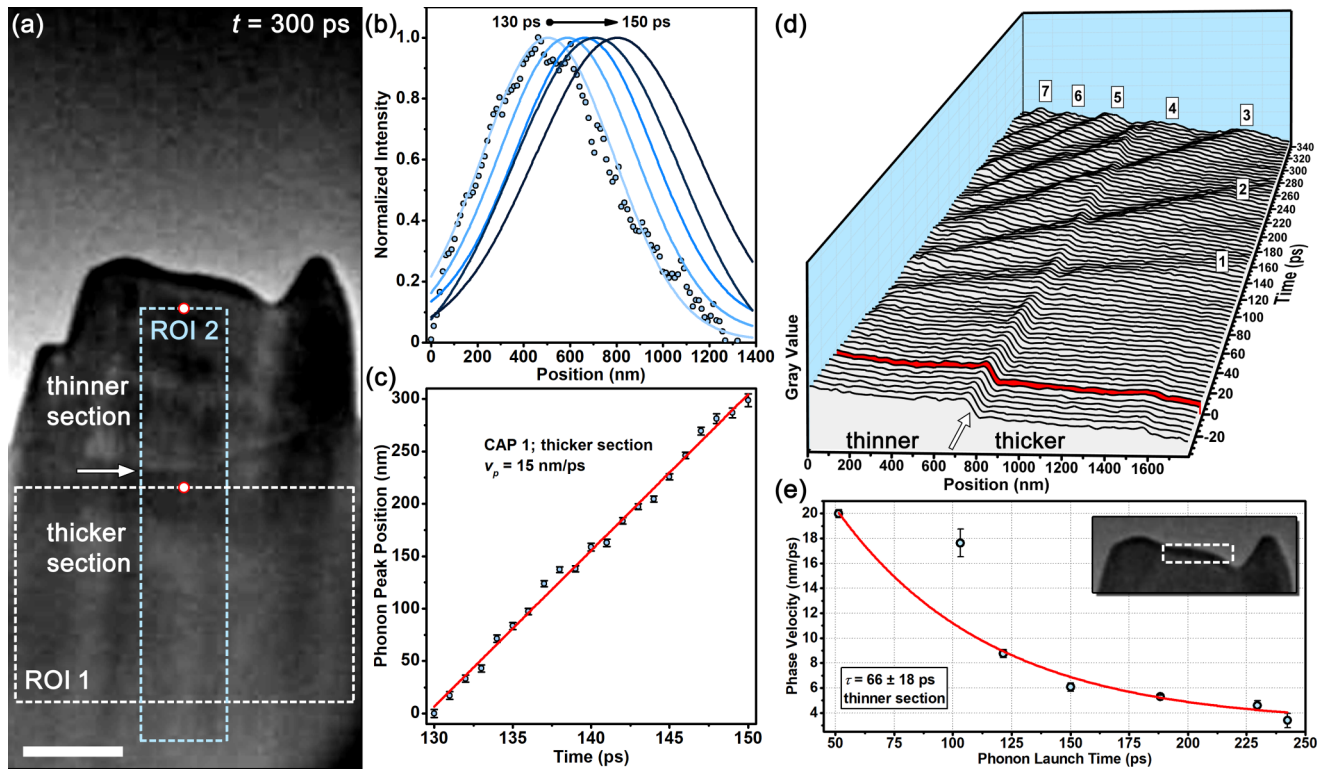 (a)
t = 300 ps
ROI 2
thinner
section
thicker
section
ROI 1
(b)
130 ps
150 ps
Normalized Intensity
1.0
0.8
0.6
0.4
0.2
0
0 200 400 600 800 1000 1200 1400
Position (nm)
(c)
Phonon Peak Position (nm)
300
250
200
150
100
50
0
CAP 1; thicker section
vp = 15 nm/ps
130 135 140 145 150
Time (ps)
(d)
7 6 5 4 3
2
1
Gray Value
thinner
thicker
0 200 400 600 800 1000 1200 1400 1600
Position (nm)
340
320
300
280
260
240
220
200
180
160
140
120
100
80
60
40
20
0
-20
Time (ps)
(e)
Phase Velocity (nm/ps)
20
18
16
14
12
10
8
6
4
τ = 66 ± 18 ps
thinner section
50 75 100 125 150 175 200 225 250
Phonon Launch Time (ps)